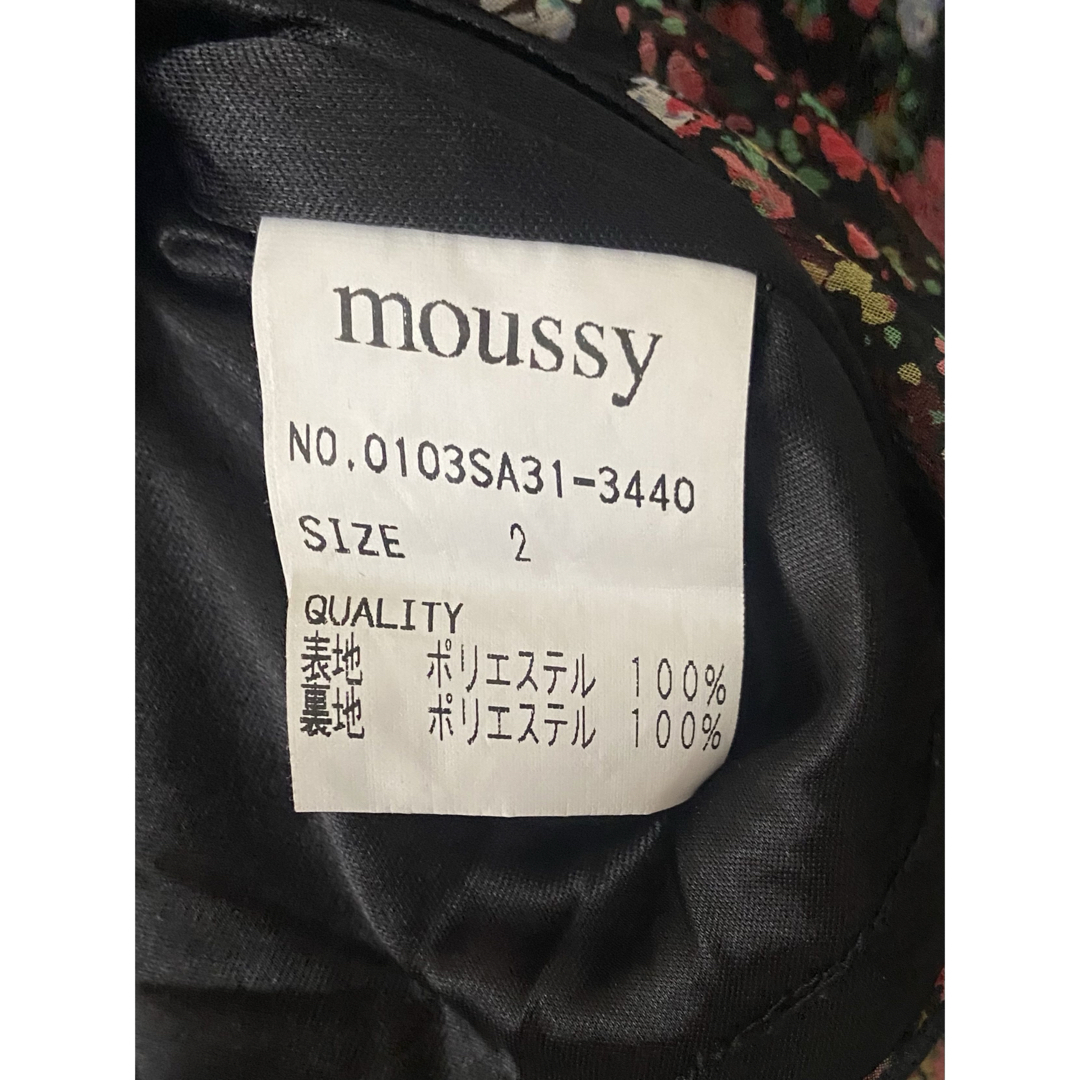 moussy
NO.0103SA31-3440
SIZE 2
QUALITY
表地 ポリエステル 100%
裏地 ポリエステル 100%